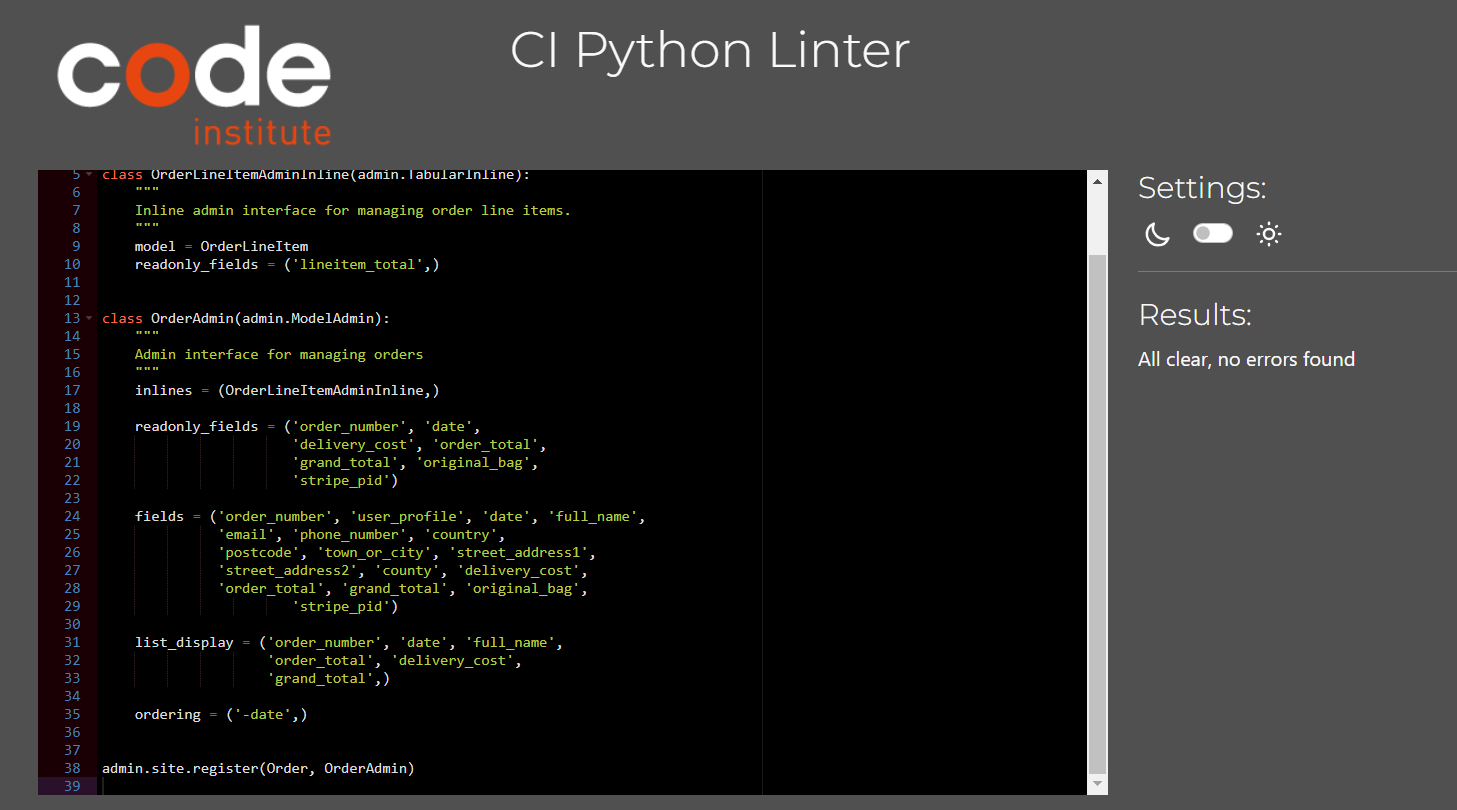 code
institute
CI Python Linter
5 class OrderLineItemAdminInline(admin.TabularInline):
6 """
7 Inline admin interface for managing order line items.
8 """
9 model = OrderLineItem
10 readonly_fields = ('lineitem_total',)
11
12
13 class OrderAdmin(admin.ModelAdmin):
14 """
15 Admin interface for managing orders
16 """
17 inlines = (OrderLineItemAdminInline,)
18
19 readonly_fields = ('order_number', 'date',
20 'delivery_cost', 'order_total',
21 'grand_total', 'original_bag',
22 'stripe_pid')
23
24 fields = ('order_number', 'user_profile', 'date', 'full_name',
25 'email', 'phone_number', 'country',
26 'postcode', 'town_or_city', 'street_address1',
27 'street_address2', 'county', 'delivery_cost',
28 'order_total', 'grand_total', 'original_bag',
29 'stripe_pid')
30
31 list_display = ('order_number', 'date', 'full_name',
32 'order_total', 'delivery_cost',
33 'grand_total',)
34
35 ordering = ('-date',)
36
37
38 admin.site.register(Order, OrderAdmin)
39
Settings:
Results:
All clear, no errors found